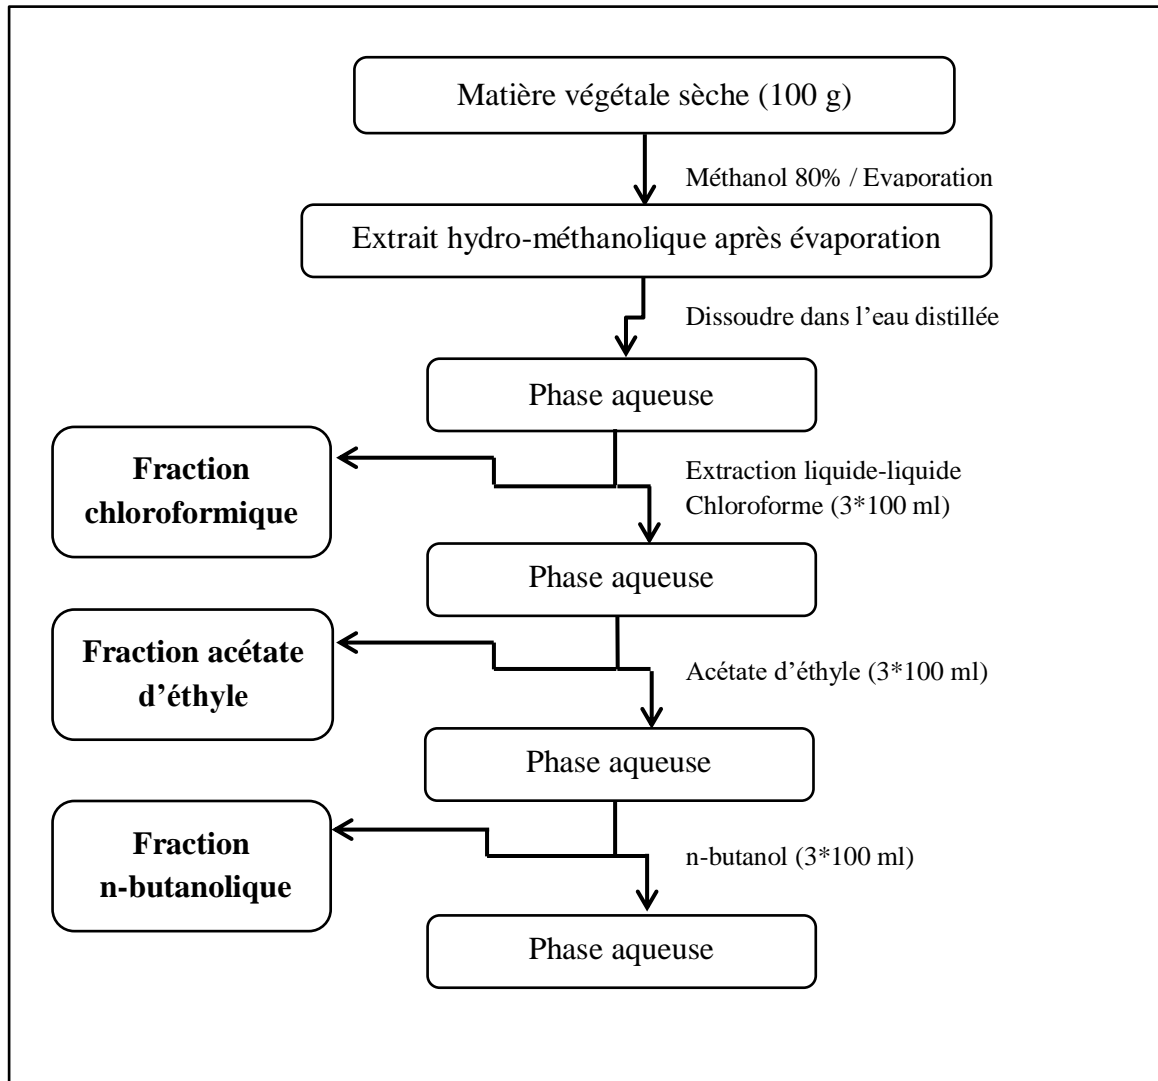 Matière végétale sèche (100 g)
Méthanol 80% / Evaporation
Extrait hydro-méthanolique après évaporation
Dissoudre dans l’eau distillée
Phase aqueuse
Fraction
chloroformique
Extraction liquide-liquide
Chloroforme (3*100 ml)
Phase aqueuse
Fraction acétate
d’éthyle
Acétate d’éthyle (3*100 ml)
Phase aqueuse
Fraction
n-butanolique
n-butanol (3*100 ml)
Phase aqueuse